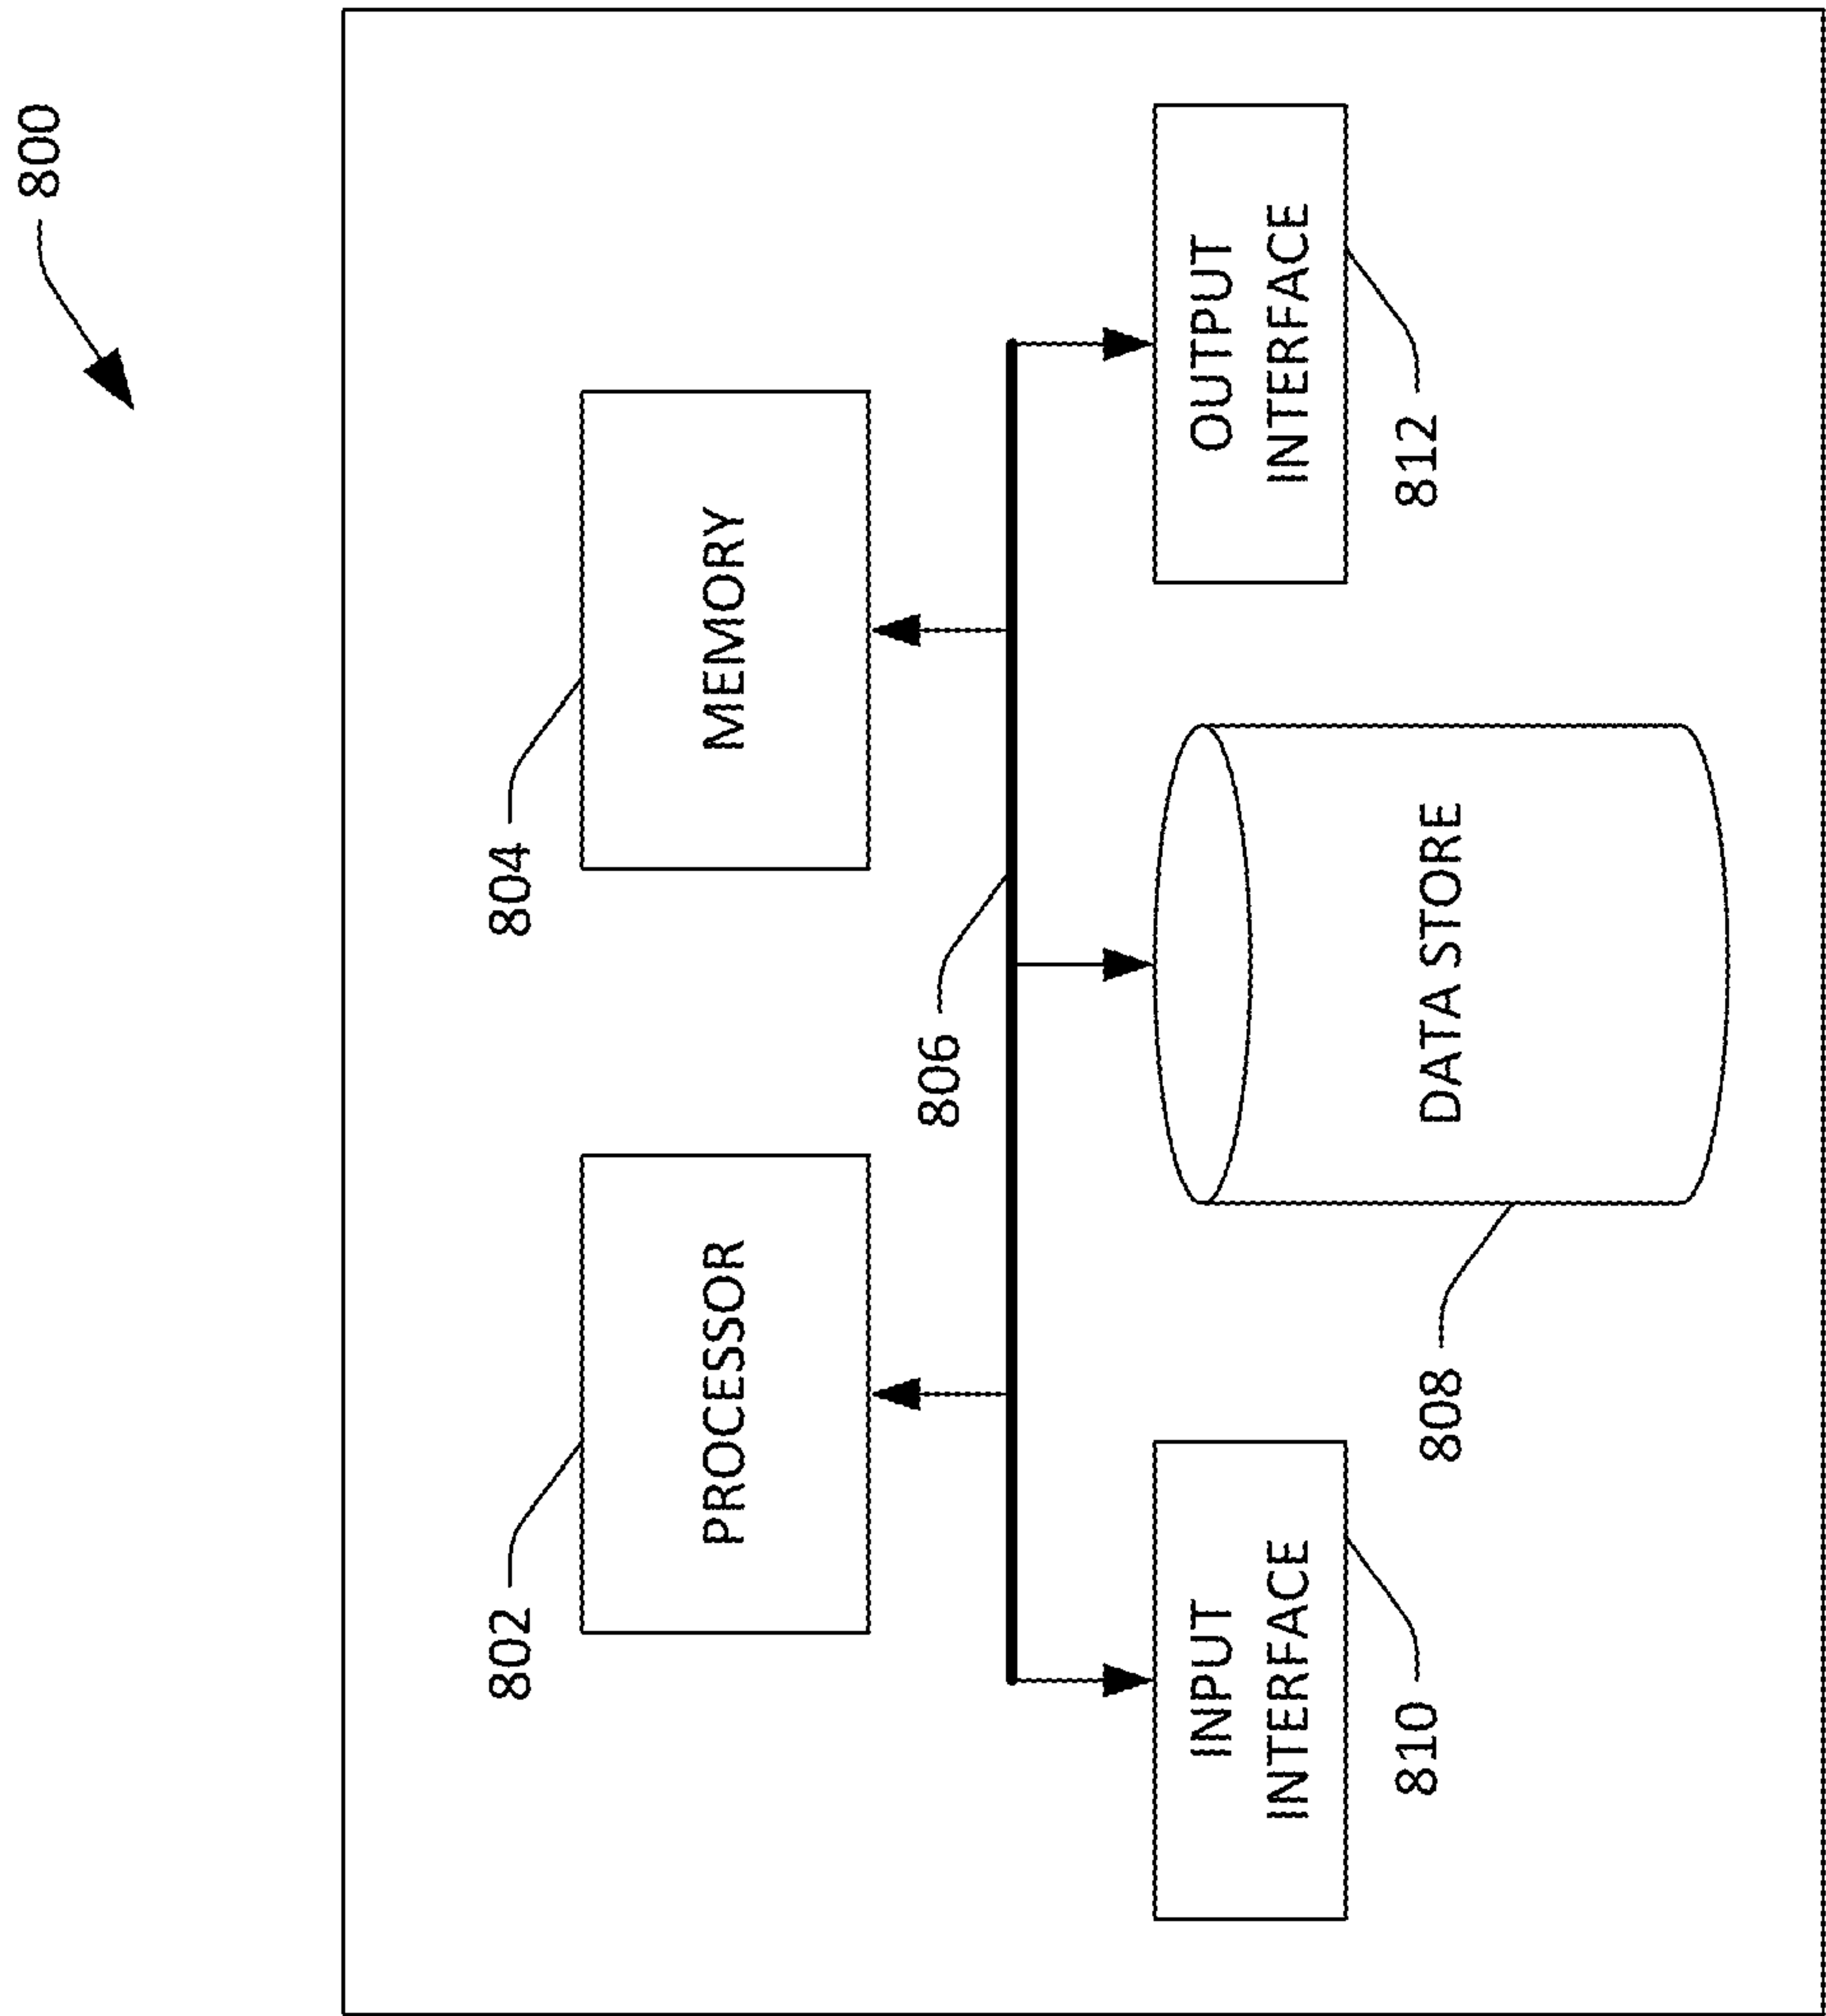 800
802
PROCESSOR
804
MEMORY
806
INPUT
INTERFACE
810
808
DATA STORE
OUTPUT
INTERFACE
812